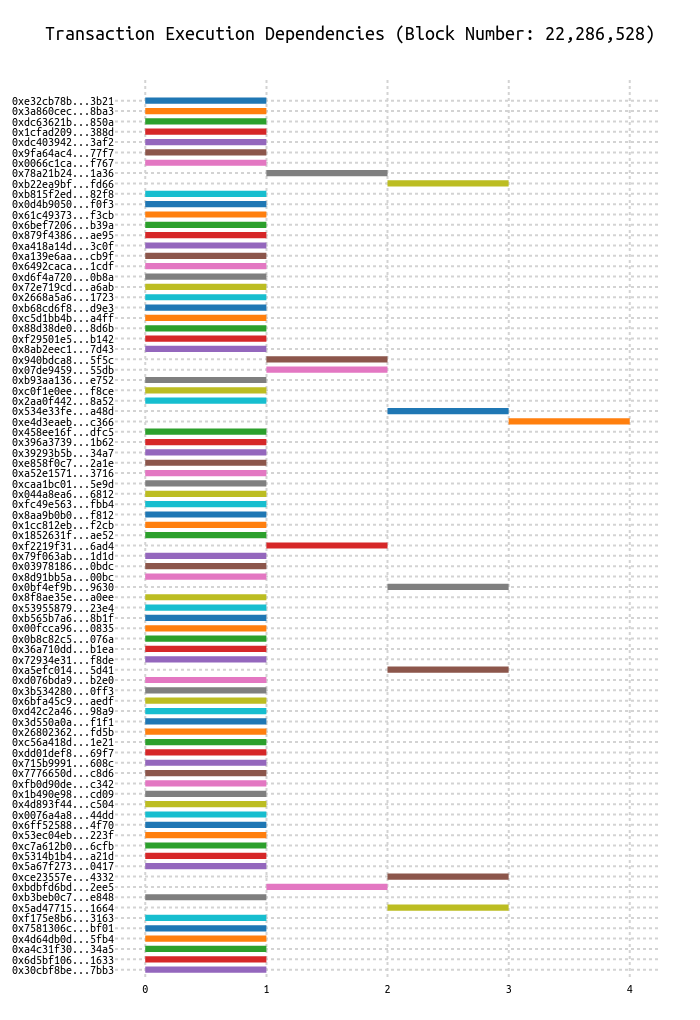 Transaction Execution Dependencies (Block Number: 22,286,528)
0xe32cb78b...3b21
0x3a860cec...8ba3
0xdc63621b...850a
0x1cfad209...388d
0xdc403942...3af2
0x9fa64ac4...77f7
0x0066c1ca...f767
0x78a21b24...1a36
0xb22ea9bf...fd66
0xb815f2ed...82f8
0x0d4b9050...f0f3
0x61c49373...f3cb
0x6bef7206...b39a
0x879f4386...ae95
0xa418a14d...3c0f
0xa139e6aa...cb9f
0x6492caca...1cdf
0xd6f4a720...0b8a
0x72e719cd...a6ab
0x2668a5a6...1723
0xb68cd6f8...d9e3
0xc5d1bb4b...a4ff
0x88d38de0...8d6b
0xf29501e5...b142
0x8ab2eec1...7d43
0x940bdca8...5f5c
0x07de9459...55db
0xb93aa136...e752
0xc0f1e0ee...f8ce
0x2aa0f442...8a52
0x534e33fe...a48d
0xe4d3eaeb...c366
0x458ee16f...dfc5
0x396a3739...1b62
0x39293b5b...34a7
0xe858f0c7...2a1e
0xa52e1571...3716
0xcaa1bc01...5e9d
0x044a8ea6...6812
0xfc49e563...fbb4
0x8aa9b0b0...f812
0x1cc812eb...f2cb
0x1852631f...ae52
0xf2219f31...6ad4
0x79f063ab...1d1d
0x03978186...0bdc
0x8d91bb5a...00bc
0x0bf4ef9b...9630
0x8f8ae35e...a0ee
0x53955879...23e4
0xb565b7a6...8b1f
0x00fcca96...0835
0x0b8c82c5...076a
0x36a710dd...b1ea
0x72934e31...f8de
0xa5efc014...5d41
0xd076bda9...b2e0
0x3b534280...0ff3
0x6bfa45c9...aedf
0xd42c2a46...98a9
0x3d550a0a...f1f1
0x26802362...fd5b
0xc56a418d...1e21
0xdd01def8...69f7
0x715b9991...608c
0x7776650d...c8d6
0xfb0d90de...c342
0x1b490e98...cd09
0x4d893f44...c504
0x0076a4a8...44dd
0x6ff52588...4f70
0x53ec04eb...223f
0xc7a612b0...6cfb
0x5314b1b4...a21d
0x5a67f273...0417
0xce23557e...4332
0xbdbfd6bd...2ee5
0xb3beb0c7...e848
0x5ad47715...1664
0xf175e8b6...3163
0x7581306c...bf01
0x4d64db0d...5fb4
0xa4c31f30...34a5
0x6d5bf106...1633
0x30cbf8be...7bb3
0 1 2 3 4